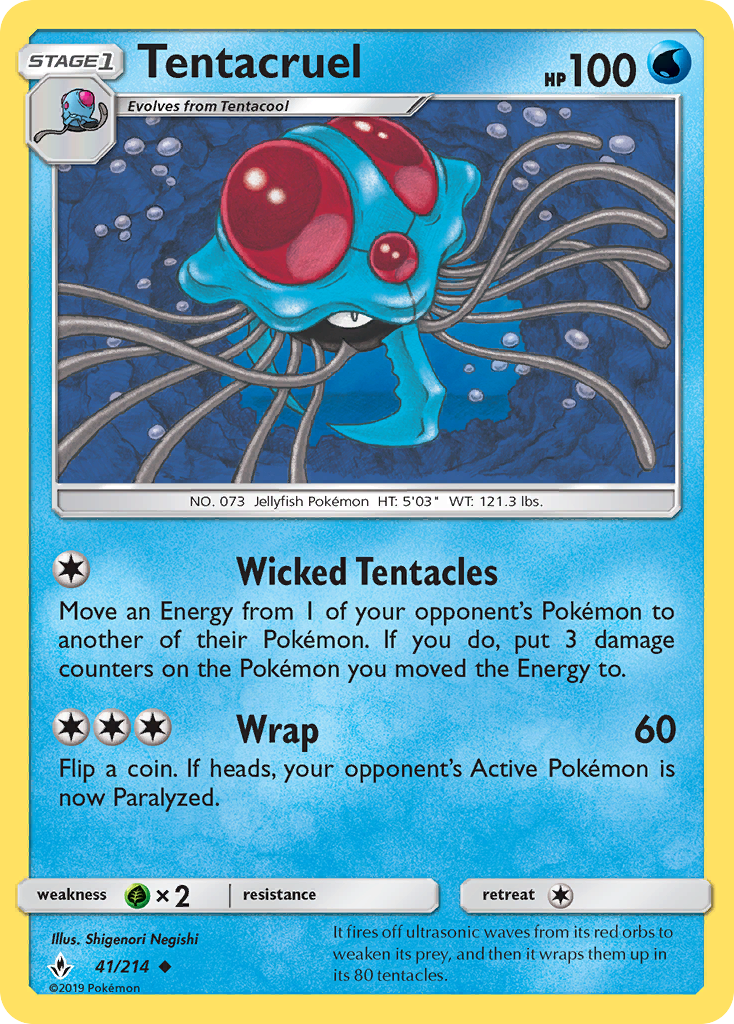 STAGE1
Tentacruel
HP 100
Evolves from Tentacool
NO. 073 Jellyfish Pokémon HT: 5'03" WT: 121.3 lbs.
Wicked Tentacles
Move an Energy from 1 of your opponent's Pokémon to
another of their Pokémon. If you do, put 3 damage
counters on the Pokémon you moved the Energy to.
Wrap 60
Flip a coin. If heads, your opponent's Active Pokémon is
now Paralyzed.
weakness ×2 resistance retreat
Illus. Shigenori Negishi
41/214
©2019 Pokémon
It fires off ultrasonic waves from its red orbs to
weaken its prey, and then it wraps them up in
its 80 tentacles.